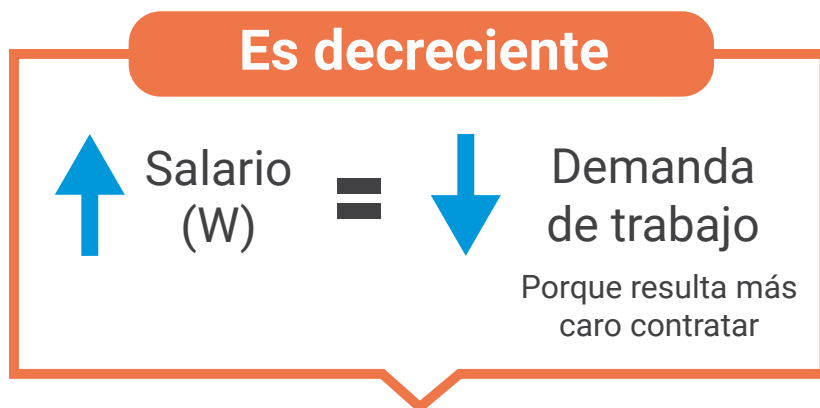 Es decreciente
Salario
(W)
=
Demanda
de trabajo
Porque resulta más
caro contratar